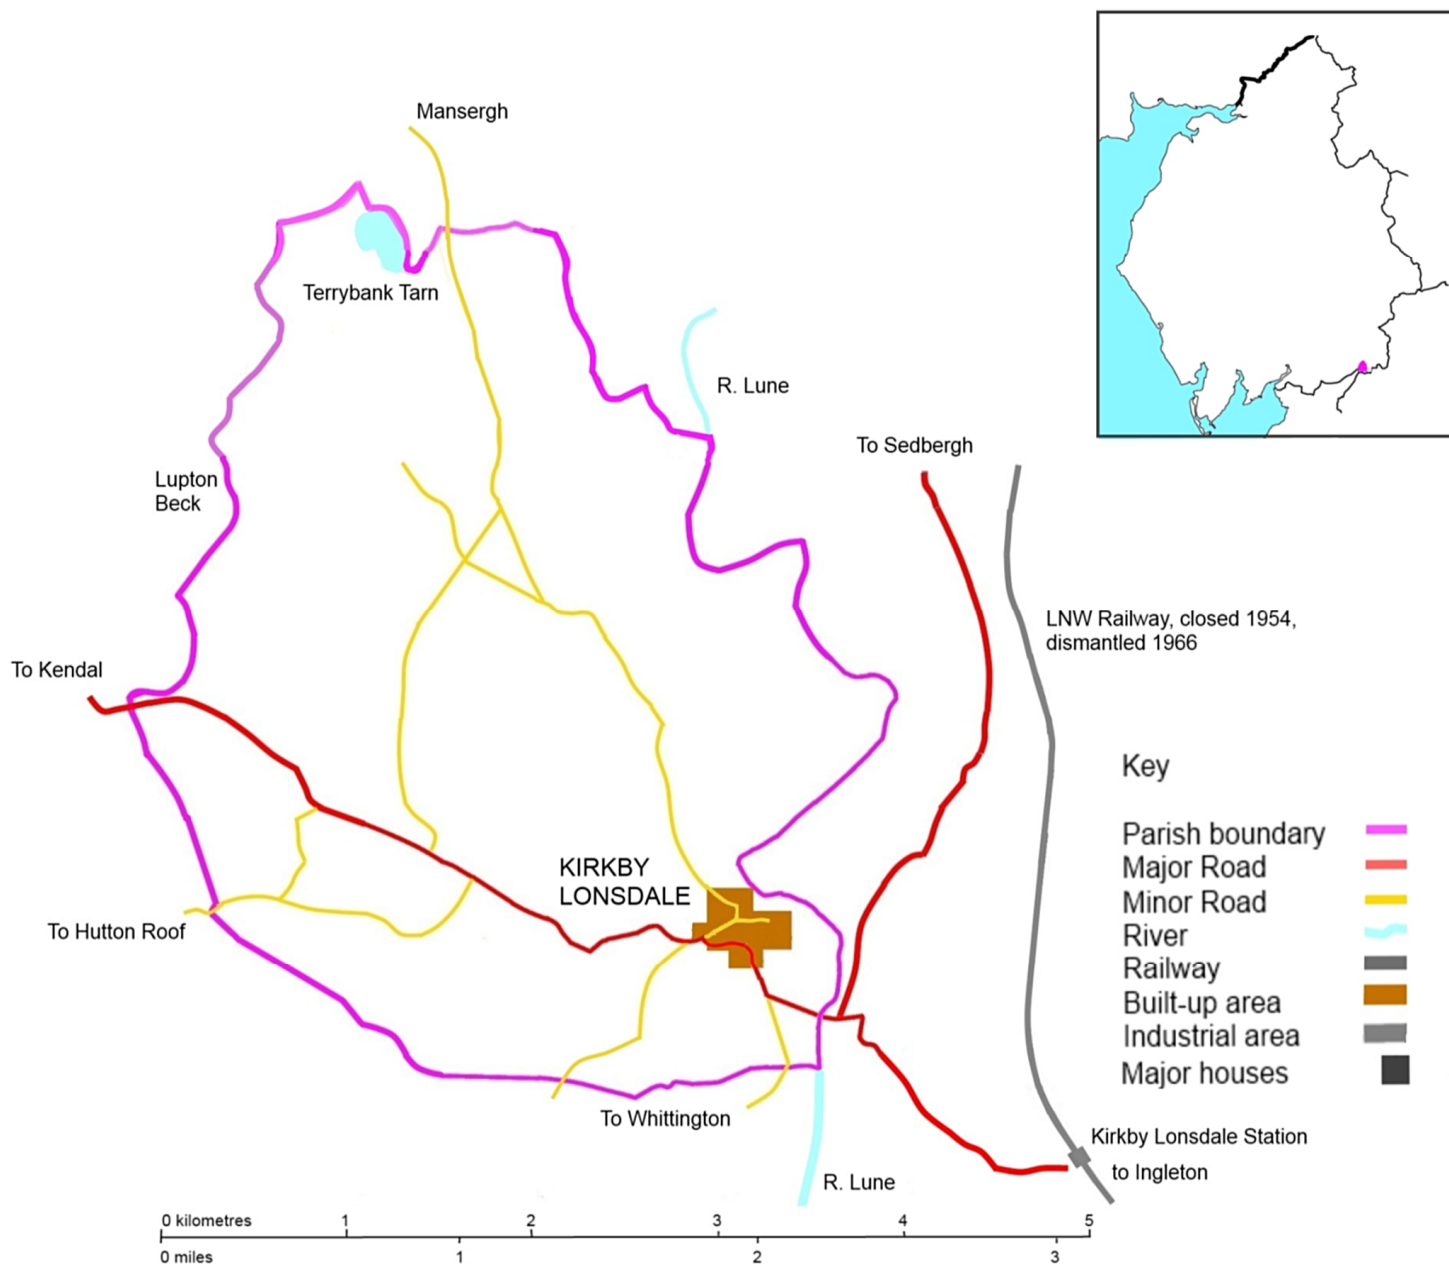 Mansergh
Terrybank Tarn
R. Lune
To Sedbergh
Lupton
Beck
LNW Railway, closed 1954,
dismantled 1966
To Kendal
Key
Parish boundary
Major Road
Minor Road
River
Railway
Built-up area
Industrial area
Major houses
KIRKBY
LONSDALE
To Hutton Roof
To Whittington
Kirkby Lonsdale Station
to Ingleton
R. Lune
0 kilometres 1 2 3 4 5
0 miles 1 2 3